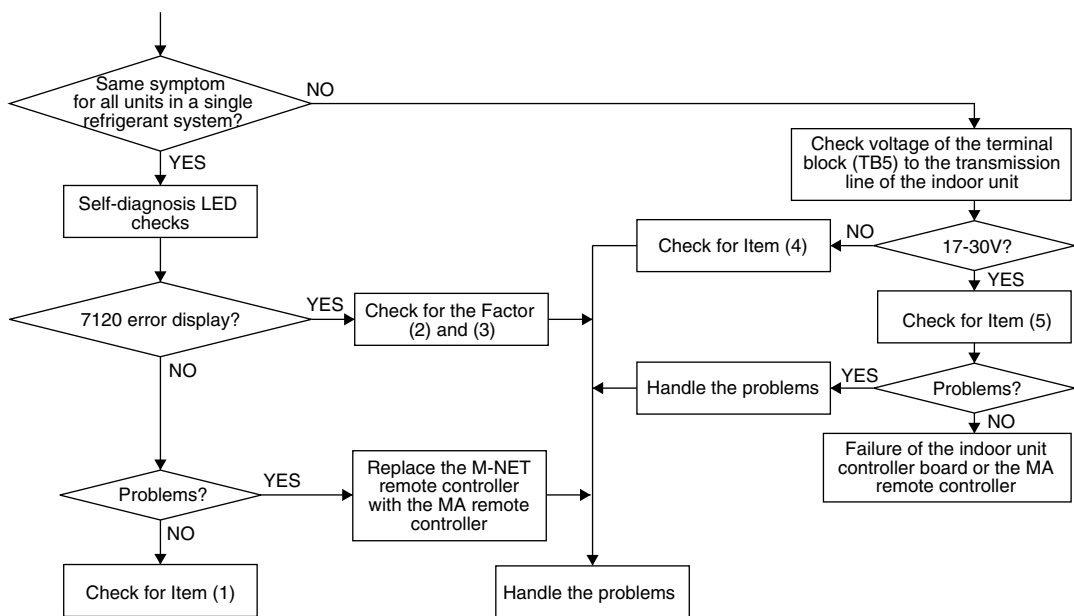 Same symptom
for all units in a single
refrigerant system?
NO
YES
Check voltage of the terminal
block (TB5) to the transmission
line of the indoor unit
Self-diagnosis LED
checks
17-30V?
NO
Check for Item (4)
YES
7120 error display?
YES
Check for the Factor
(2) and (3)
Check for Item (5)
NO
Problems?
YES
Handle the problems
NO
Failure of the indoor unit
controller board or the MA
remote controller
Problems?
YES
Replace the M-NET
remote controller
with the MA remote
controller
NO
Check for Item (1)
Handle the problems